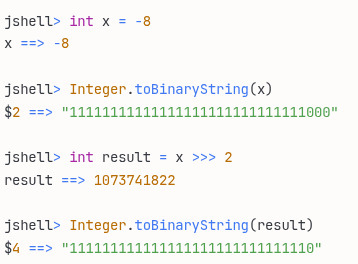 jshell> int x = -8
x ==> -8
jshell> Integer.toBinaryString(x)
$2 ==> "11111111111111111111111111111000"
jshell> int result = x >>> 2
result ==> 1073741822
jshell> Integer.toBinaryString(result)
$4 ==> "111111111111111111111111111110"